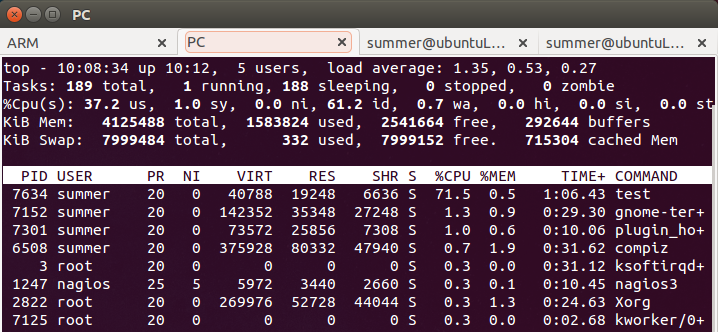 PC
ARM PC summer@ubuntuL... summer@ubuntuL...
top - 10:08:34 up 10:12,  5 users,  load average: 1.35, 0.53, 0.27
Tasks: 189 total,   1 running, 188 sleeping,   0 stopped,   0 zombie
%Cpu(s): 37.2 us,  1.0 sy,  0.0 ni, 61.2 id,  0.7 wa,  0.0 hi,  0.0 si,  0.0 st
KiB Mem:   4125488 total,  1583824 used,  2541664 free,   292644 buffers
KiB Swap:  7999484 total,      332 used,  7999152 free.   715304 cached Mem
PID USER      PR  NI    VIRT    RES    SHR S  %CPU %MEM     TIME+ COMMAND
7634 summer    20   0   40788  19248   6636 S  71.5  0.5   1:06.43 test
7152 summer    20   0  142352  35348  27248 S   1.3  0.9   0:29.30 gnome-ter+
7301 summer    20   0   73572  25856   7308 S   1.0  0.6   0:10.06 plugin_ho+
6508 summer    20   0  375928  80332  47940 S   0.7  1.9   0:31.62 compiz
3 root      20   0       0      0      0 S   0.3  0.0   0:31.12 ksoftirqd+
1247 nagios    25   5    5972   3440   2660 S   0.3  0.1   0:10.45 nagios3
2822 root      20   0  269976  52728  44044 S   0.3  1.3   0:24.63 Xorg
7125 root      20   0       0      0      0 S   0.3  0.0   0:02.68 kworker/0+